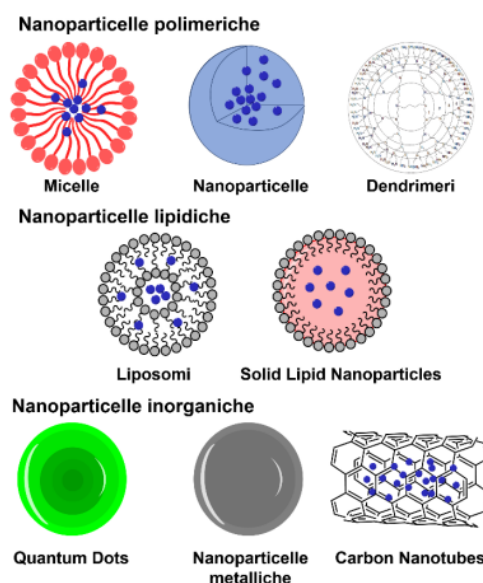 Nanoparticelle polimeriche
Micelle
Nanoparticelle
Dendrimeri
Nanoparticelle lipidiche
Liposomi
Solid Lipid Nanoparticles
Nanoparticelle inorganiche
Quantum Dots
Nanoparticelle
metalliche
Carbon Nanotubes